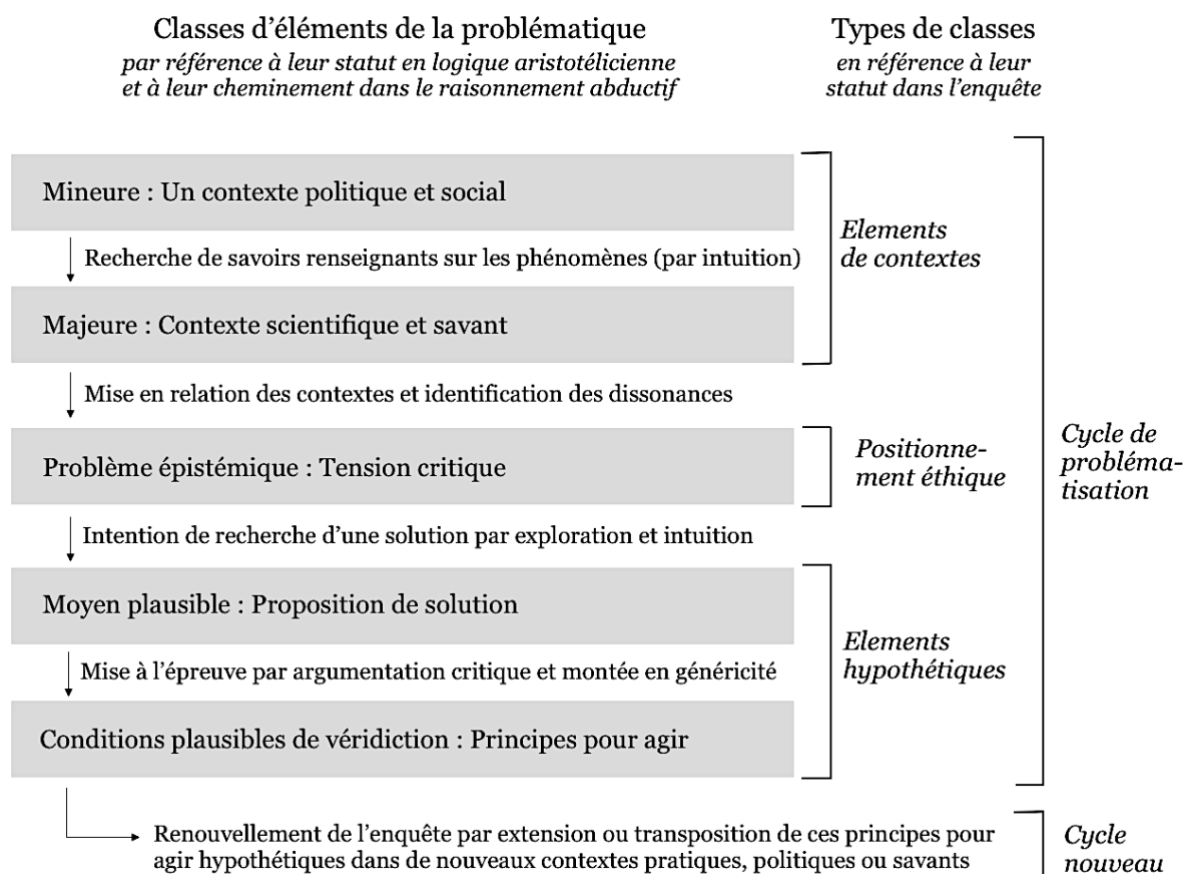 Classes d’éléments de la problématique
par référence à leur statut en logique aristotélicienne
et à leur cheminement dans le raisonnement abductif
Types de classes
en référence à leur
statut dans l’enquête
Mineure : Un contexte politique et social
Recherche de savoirs renseignants sur les phénomènes (par intuition)
Majeure : Contexte scientifique et savant
Elements
de contextes
Mise en relation des contextes et identification des dissonances
Problème épistémique : Tension critique
Positionne-
ment éthique
Cycle de
probléma-
tisation
Intention de recherche d’une solution par exploration et intuition
Moyen plausible : Proposition de solution
Mise à l’épreuve par argumentation critique et montée en généricité
Conditions plausibles de véridiction : Principes pour agir
Elements
hypothétiques
Renouvellement de l’enquête par extension ou transposition de ces principes pour
agir hypothétiques dans de nouveaux contextes pratiques, politiques ou savants
Cycle
nouveau